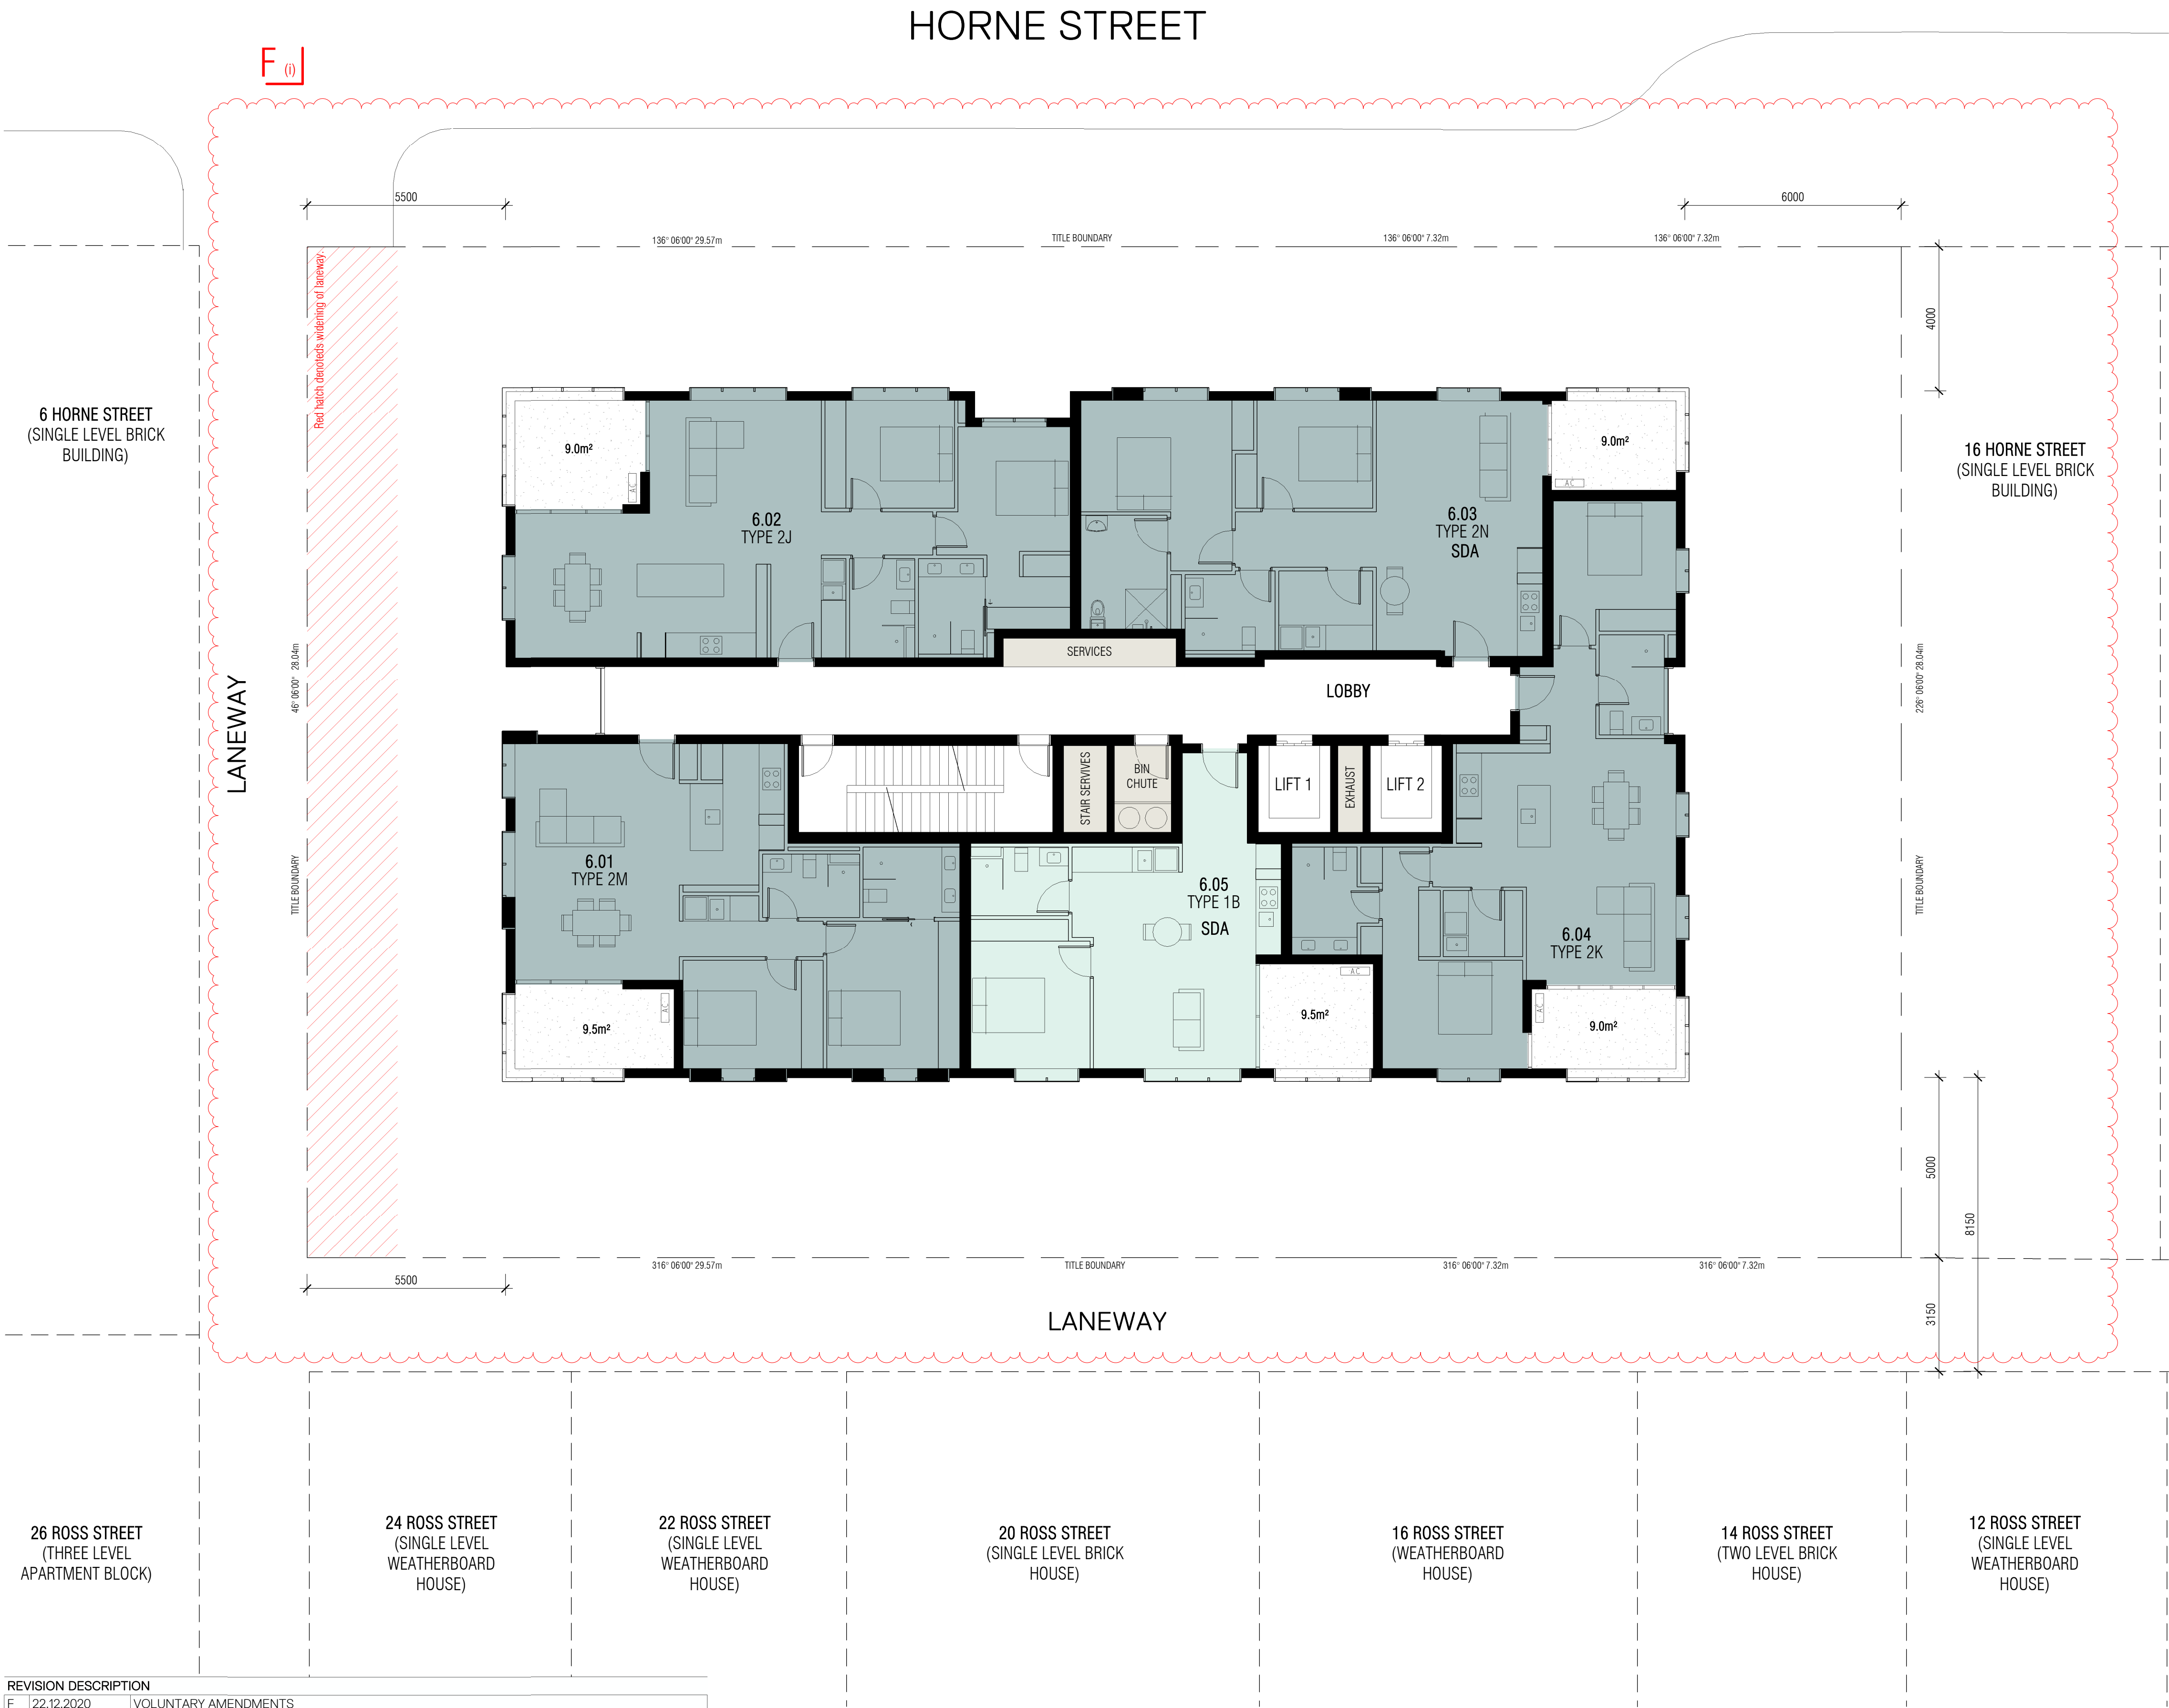 HORNE STREET
F (i)
5500
6000
136° 06'00" 29.57m
TITLE BOUNDARY
136° 06'00" 7.32m
136° 06'00" 7.32m
Red hatch denoteds widening of laneway.
4000
6 HORNE STREET
(SINGLE LEVEL BRICK
BUILDING)
9.0m²
AC
6.02
TYPE 2J
6.03
TYPE 2N
SDA
9.0m²
AC
16 HORNE STREET
(SINGLE LEVEL BRICK
BUILDING)
LANEWAY
46° 06'00" 28.04m
TITLE BOUNDARY
SERVICES
LOBBY
226° 06'00" 28.04m
TITLE BOUNDARY
STAIR SERVIVES
BIN
CHUTE
LIFT 1
EXHAUST
LIFT 2
6.01
TYPE 2M
6.05
TYPE 1B
SDA
6.04
TYPE 2K
AC
9.5m²
AC
9.5m²
AC
9.0m²
5000
8150
3150
316° 06'00" 29.57m
TITLE BOUNDARY
316° 06'00" 7.32m
316° 06'00" 7.32m
5500
LANEWAY
26 ROSS STREET
(THREE LEVEL
APARTMENT BLOCK)
24 ROSS STREET
(SINGLE LEVEL
WEATHERBOARD
HOUSE)
22 ROSS STREET
(SINGLE LEVEL
WEATHERBOARD
HOUSE)
20 ROSS STREET
(SINGLE LEVEL BRICK
HOUSE)
16 ROSS STREET
(WEATHERBOARD
HOUSE)
14 ROSS STREET
(TWO LEVEL BRICK
HOUSE)
12 ROSS STREET
(SINGLE LEVEL
WEATHERBOARD
HOUSE)
REVISION DESCRIPTION
F 22.12.2020 VOLUNTARY AMENDMENTS